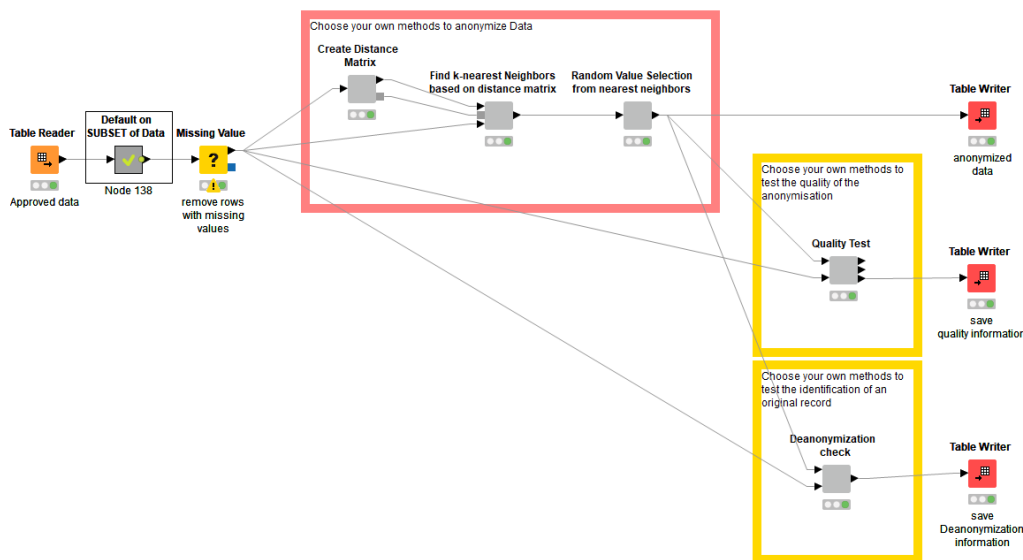 Choose your own methods to anonymize Data
Create Distance
Matrix
Find k-nearest Neighbors
based on distance matrix
Random Value Selection
from nearest neighbors
Table Writer
anonymized
data
Table Reader
Approved data
Default on
SUBSET of Data
Node 138
Missing Value
?
!
remove rows
with missing
values
Choose your own methods to
test the quality of the
anonymisation
Quality Test
Table Writer
save
quality information
Choose your own methods to
test the identification of an
original record
Deanonymization
check
Table Writer
save
Deanonymization
information